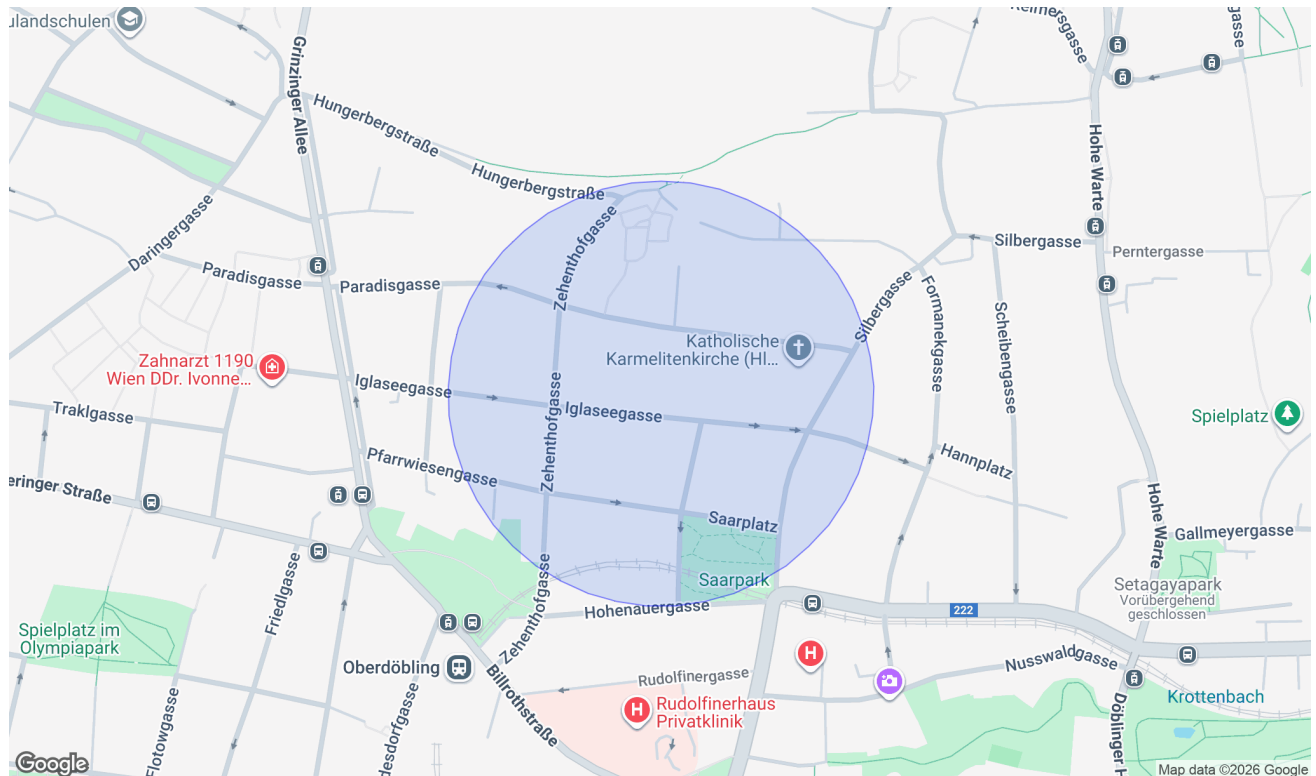 ulandschulen
Grinzinger Allee
Reimersgasse
gasse
Hungerbergstraße
Hungerbergstraße
Hohe Warte
Daringergasse
Zehenthofgasse
Silbergasse
Perntergasse
Paradisgasse
Paradisgasse
Silbergasse
Formanekgasse
Scheibengasse
Katholische
Karmelitenkirche (Hl...
Zahnarzt 1190
Wien DDr. Ivonne...
Iglaseegasse
Iglaseegasse
Zehenthofgasse
Traklgasse
Spielplatz
Pfarrwiesengasse
Hannplatz
eringer Straße
Saarplatz
Hohe Warte
Gallmeyergasse
Friedlgasse
Saarpark
Setagayapark
Vorübergehend
geschlossen
Zehenthofgasse
Hohenauergasse
222
H
Spielplatz im
Olympiapark
Oberdöbling
Billrothstraße
Rudolfinergasse
Nusswaldgasse
H
Rudolfinerhaus
Privatklinik
Krottenbach
Flotowgasse
desdorfgasse
Döblinger H
Google
Map data ©2026 Google